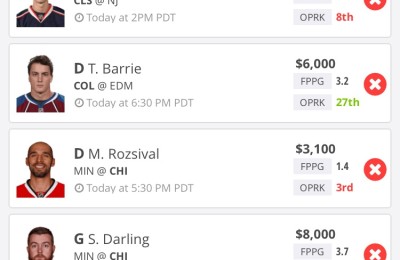 CLS @ NJ
Today at 2PM PDT
OPRK 8th
D T. Barrie
$6,000
COL @ EDM
FPPG 3.2
Today at 6:30 PM PDT
OPRK 27th
D M. Rozsival
$3,100
MIN @ CHI
FPPG 1.4
Today at 5:30 PM PDT
OPRK 3rd
G S. Darling
$8,000
MIN @ CHI
FPPG 3.7